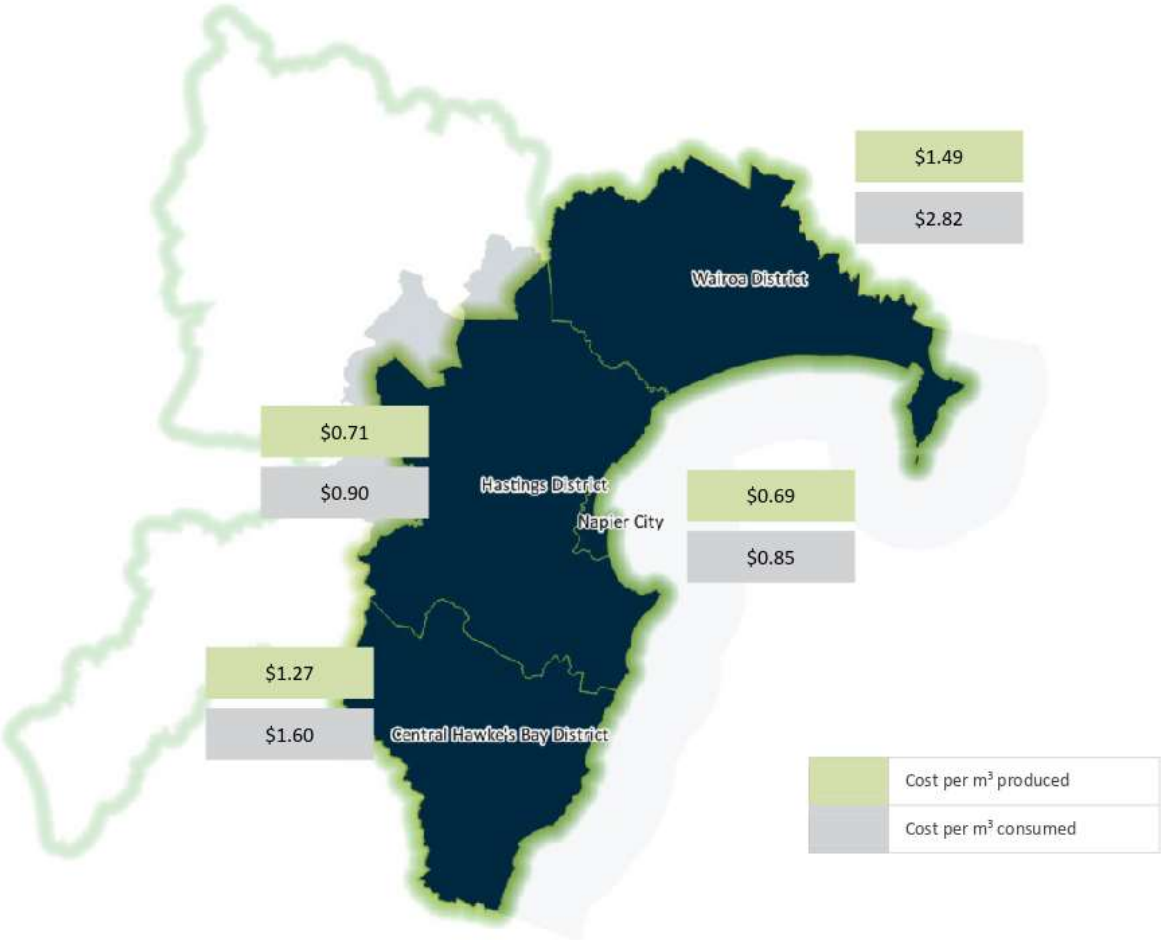 $1.49
$2.82
Wairoa District
$0.71
$0.90
Hastings District
Napier City
$0.69
$0.85
$1.27
$1.60
Central Hawke's Bay District
Cost per m³ produced
Cost per m³ consumed